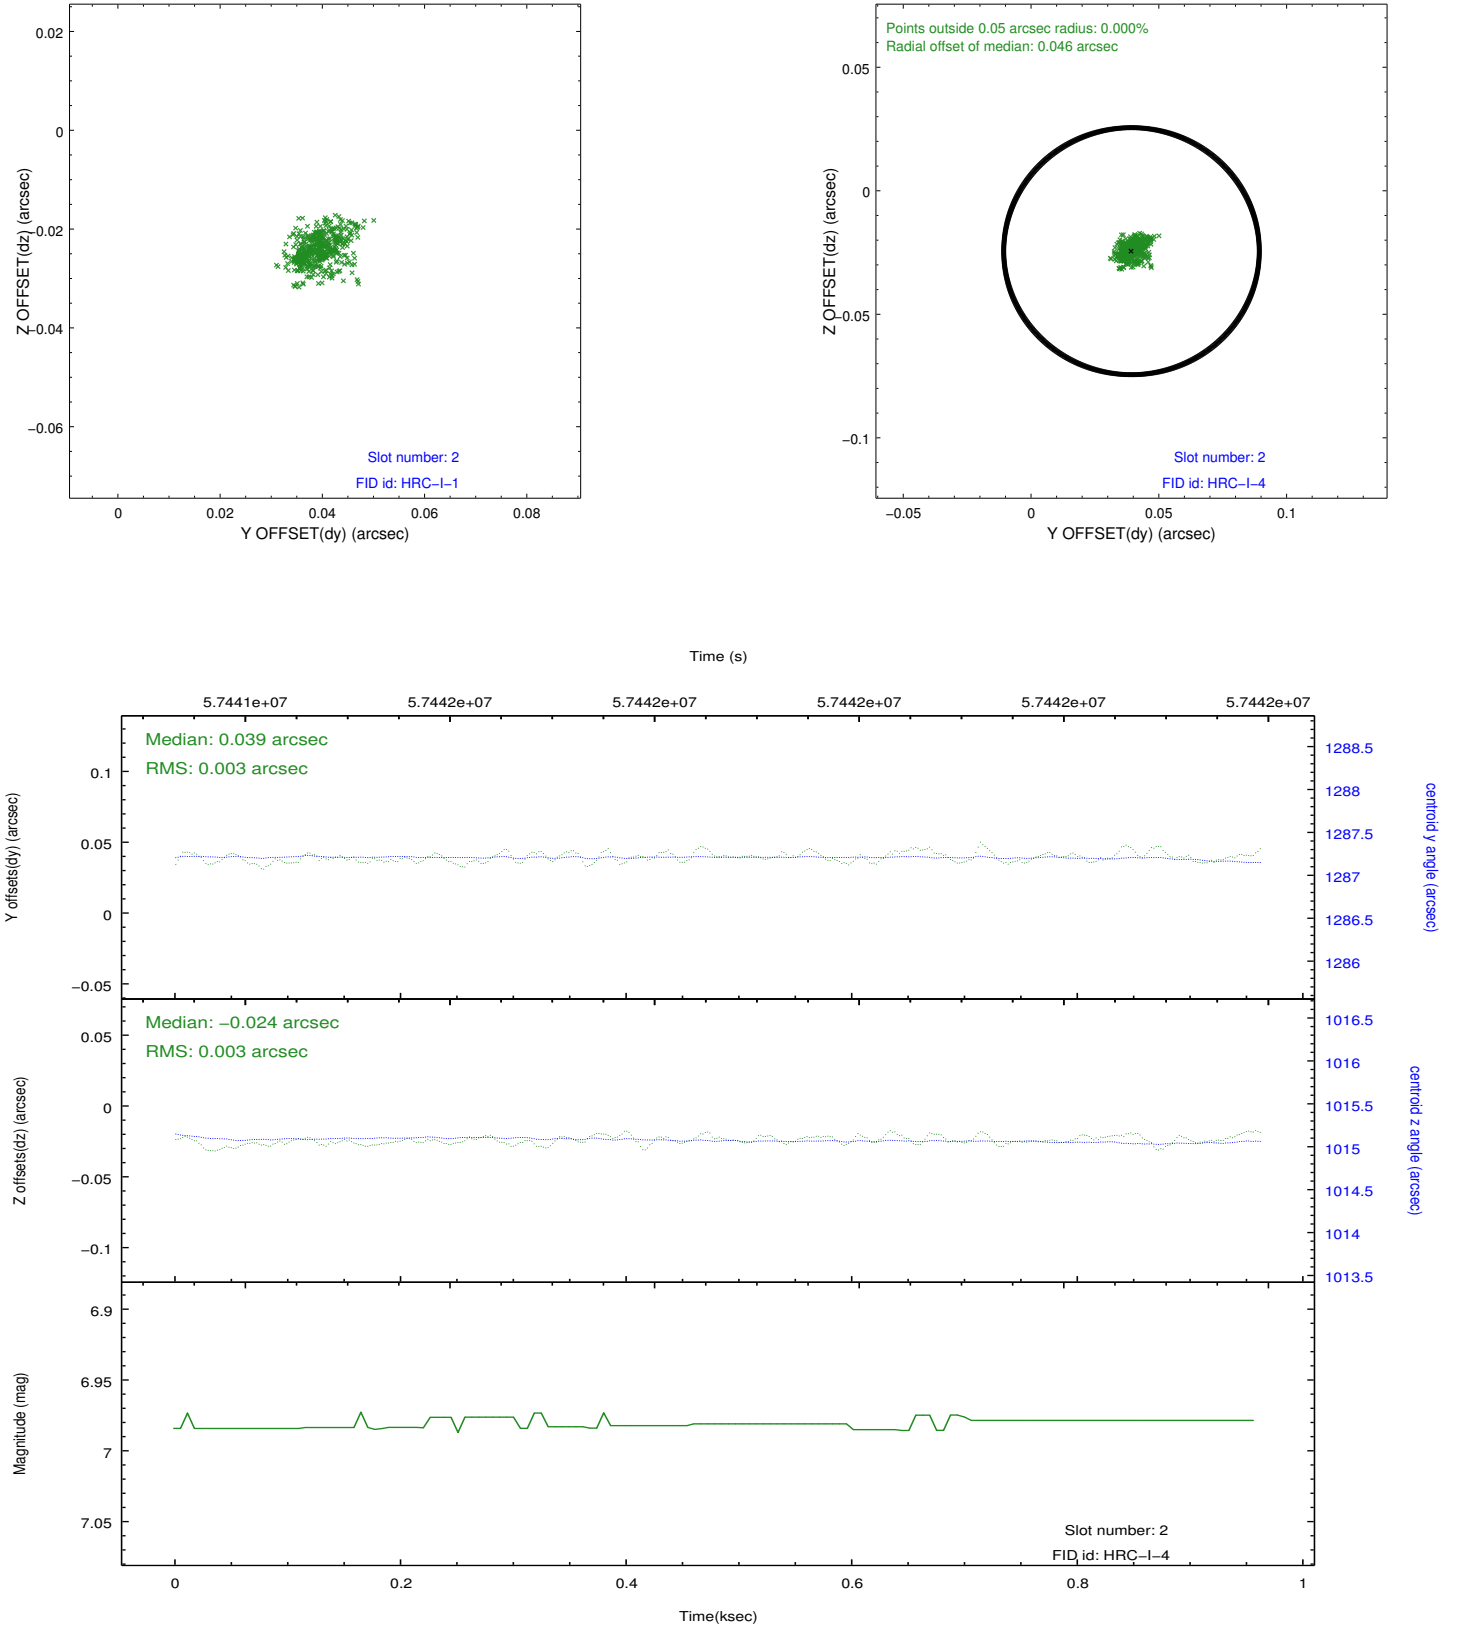 0.02
0
−0.02
−0.04
−0.06
Z OFFSET(dz) (arcsec)
Slot number: 2
FID id: HRC−I−1
0
0.02
0.04
0.06
0.08
Y OFFSET(dy) (arcsec)
Points outside 0.05 arcsec radius: 0.000%
Radial offset of median: 0.046 arcsec
0.05
0
−0.05
−0.1
Z OFFSET(dz) (arcsec)
Slot number: 2
FID id: HRC−I−4
−0.05
0
0.05
0.1
Y OFFSET(dy) (arcsec)
Time (s)
5.7441e+07
5.7442e+07
5.7442e+07
5.7442e+07
5.7442e+07
5.7442e+07
Median: 0.039 arcsec
RMS: 0.003 arcsec
0.1
0.05
0
−0.05
Y offsets(dy) (arcsec)
1288.5
1288
1287.5
1287
1286.5
1286
centroid y angle (arcsec)
Median: −0.024 arcsec
RMS: 0.003 arcsec
0.05
0
−0.05
−0.1
Z offsets(dz) (arcsec)
1016.5
1016
1015.5
1015
1014.5
1014
1013.5
centroid z angle (arcsec)
6.9
6.95
7
7.05
Magnitude (mag)
Slot number: 2
FID id: HRC−I−4
0
0.2
0.4
0.6
0.8
1
Time(ksec)